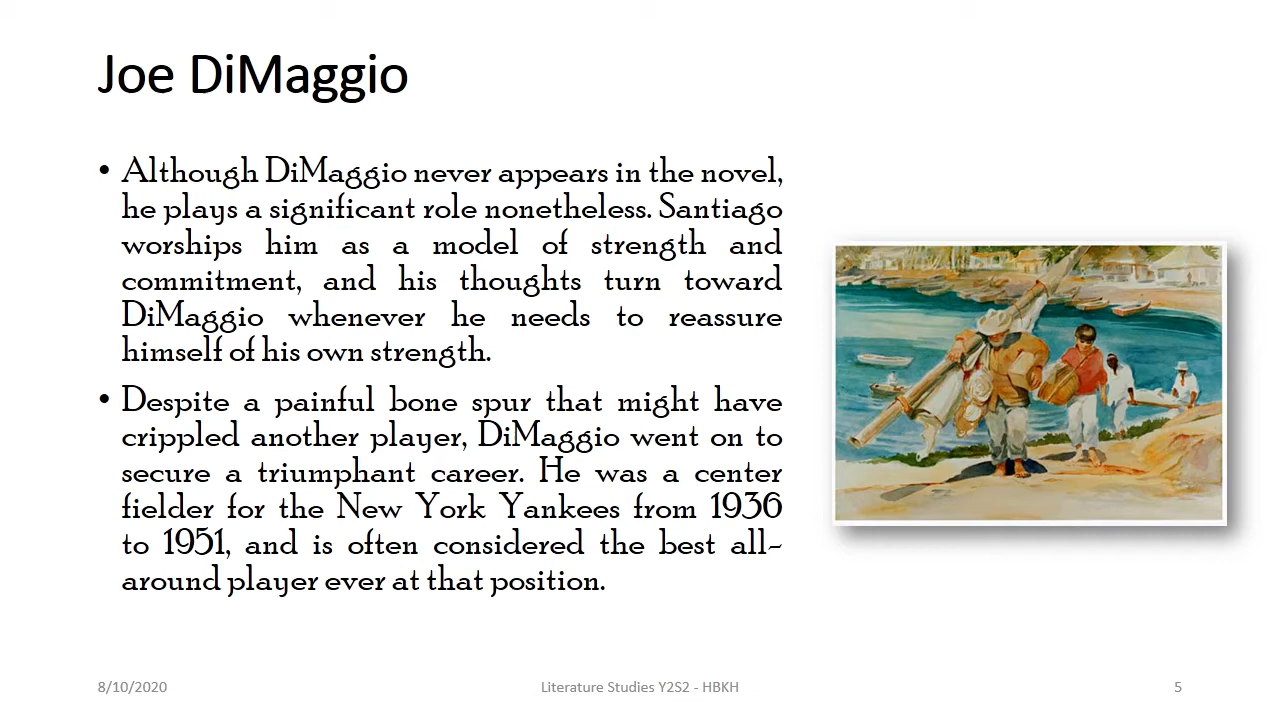 Joe DiMaggio
• Although DiMaggio never appears in the novel,
he plays a significant role nonetheless. Santiago
worships him as a model of strength and
commitment, and his thoughts turn toward
DiMaggio whenever he needs to reassure
himself of his own strength.
• Despite a painful bone spur that might have
crippled another player, DiMaggio went on to
secure a triumphant career. He was a center
fielder for the New York Yankees from 1936
to 1951, and is often considered the best all-
around player ever at that position.
8/10/2020
Literature Studies Y2S2 - HBKH
5